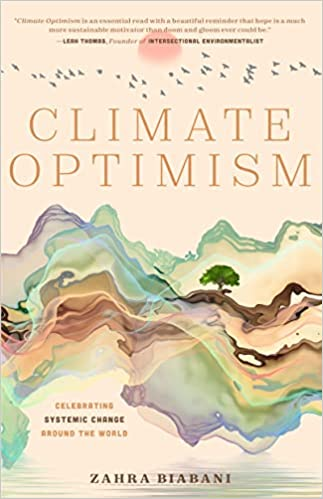 "Climate Optimism is an essential read with a beautiful reminder that hope is a much
more sustainable motivator than doom and gloom ever could be."
—LEAH THOMAS, Founder of INTERSECTIONAL ENVIRONMENTALIST
CLIMATE
OPTIMISM
CELEBRATING
SYSTEMIC CHANGE
AROUND THE WORLD
ZAHRA BIABANI